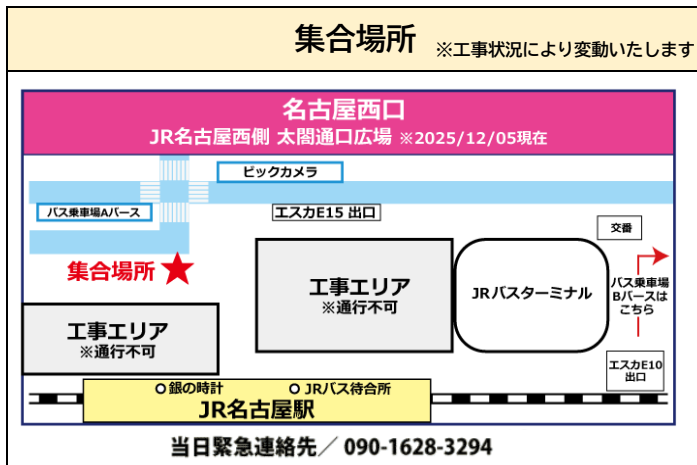 集合場所 ※工事状況により変動いたします
名古屋西口
JR名古屋西側 太閤通口広場 ※2025/12/05現在
ビックカメラ
バス乗車場Aバース
エスカE15 出口
交番
集合場所
工事エリア
※通行不可
JRバスターミナル
バス乗車場
Bバースは
こちら
工事エリア
※通行不可
エスカE10
出口
銀の時計
JRバス待合所
JR名古屋駅
当日緊急連絡先／ 090-1628-3294